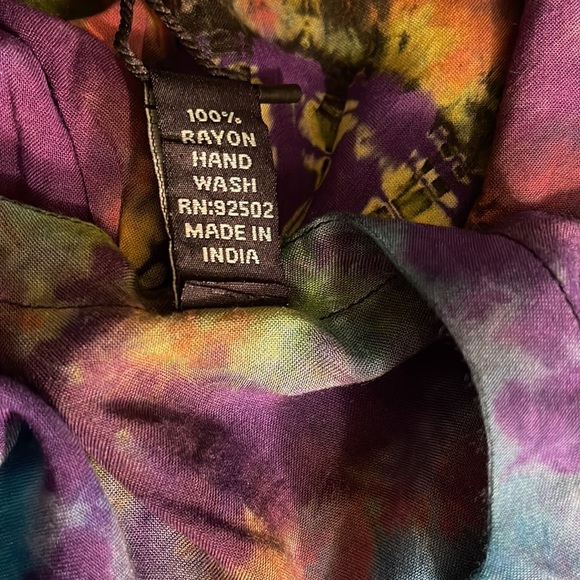 100%
RAYON
HAND
WASH
RN:92502
MADE IN
INDIA